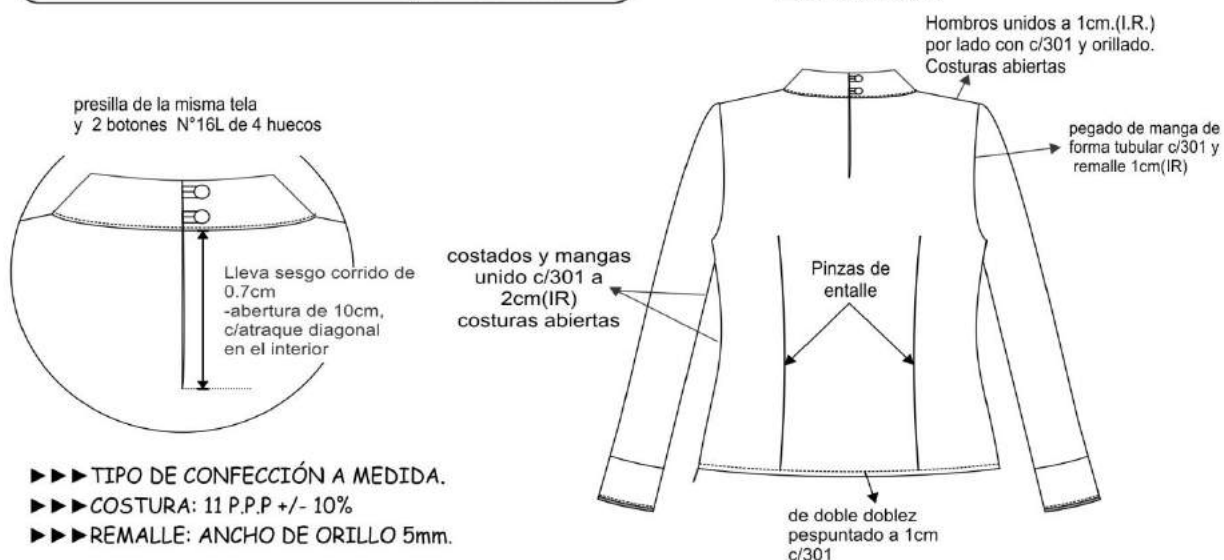 Hombros unidos a 1cm.(I.R.)
por lado con c/301 y orillado.
Costuras abiertas
presilla de la misma tela
y 2 botones N°16L de 4 huecos
pegado de manga de
forma tubular c/301 y
remalle 1cm(IR)
Lleva sesgo corrido de
0.7cm
-abertura de 10cm,
c/atraque diagonal
en el interior
costados y mangas
unido c/301 a
2cm(IR)
costuras abiertas
Pinzas de
entalle
►►►TIPO DE CONFECCIÓN A MEDIDA.
►►►COSTURA: 11 P.P.P +/- 10%
►►►REMALLE: ANCHO DE ORILLO 5mm.
de doble doblez
pespuntado a 1cm
c/301